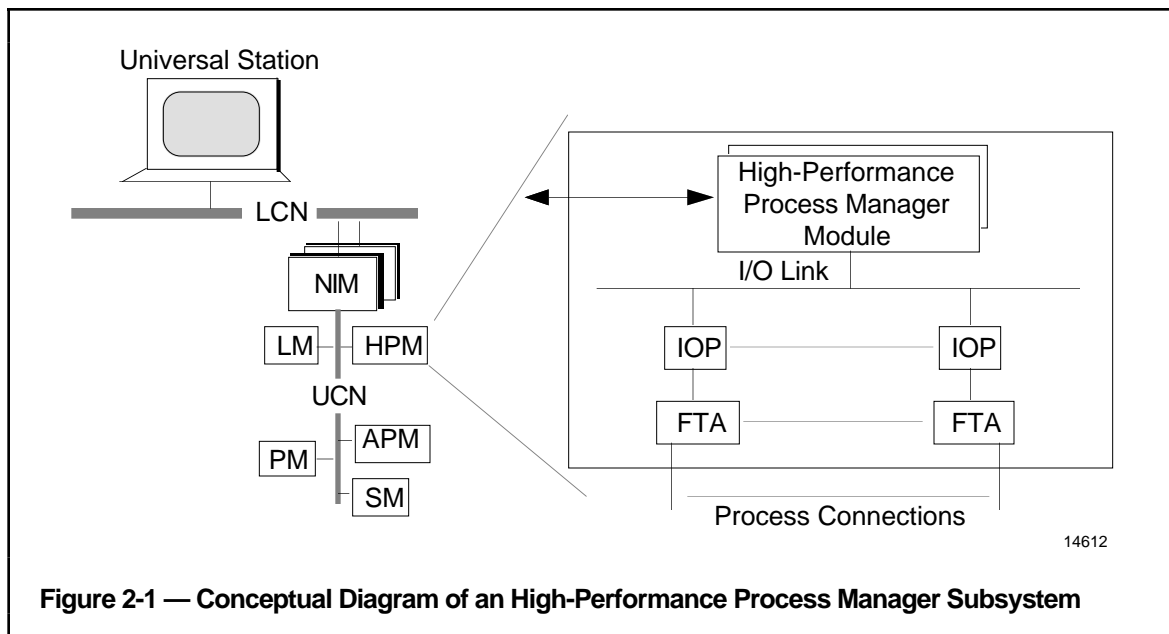 Universal Station
LCN
NIM
LM
HPM
UCN
APM
PM
SM
High-Performance
Process Manager
Module
I/O Link
IOP
IOP
FTA
FTA
Process Connections
14612
Figure 2-1 — Conceptual Diagram of an High-Performance Process Manager Subsystem